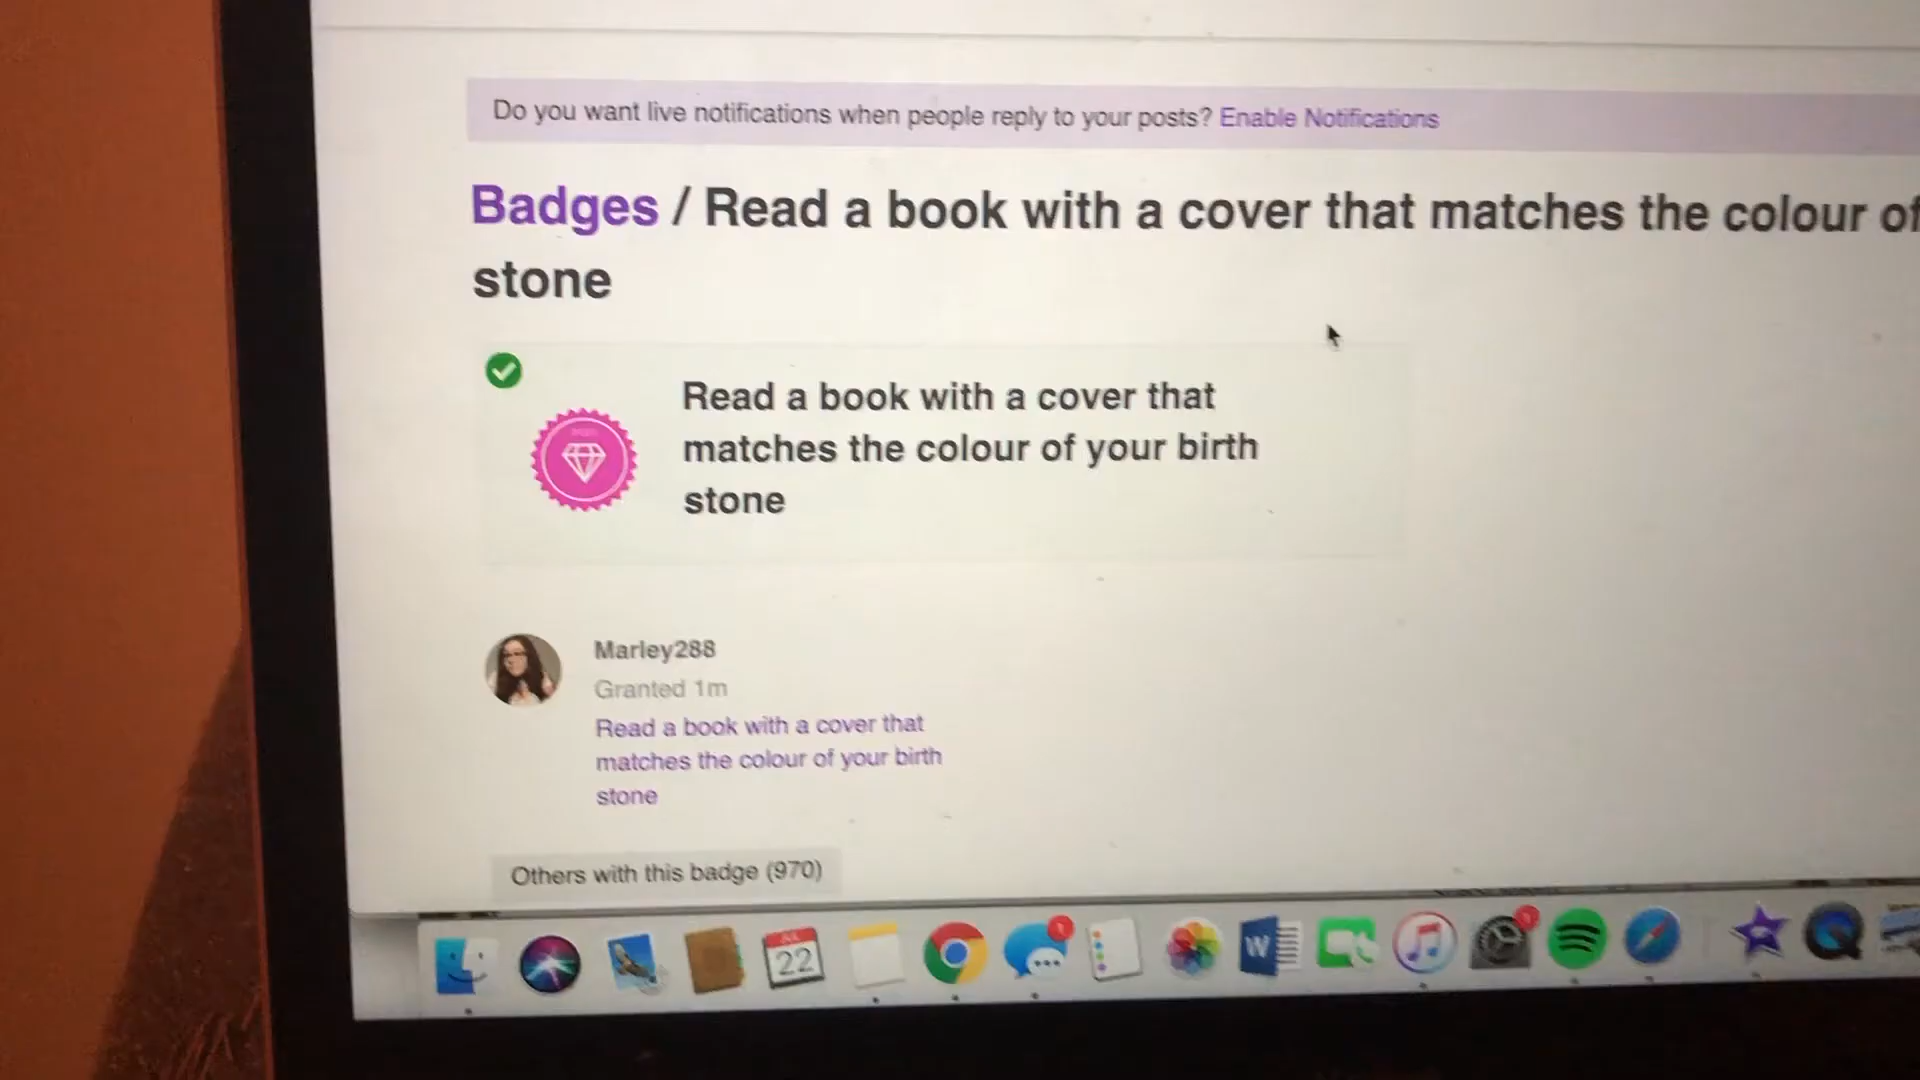 Do you want live notifications when people reply to your posts? Enable Notifications
Badges / Read a book with a cover that matches the colour of
stone
Read a book with a cover that
matches the colour of your birth
stone
Marley288
Granted 1m
Read a book with a cover that
matches the colour of your birth
stone
Others with this badge (970)
JUL
22
W